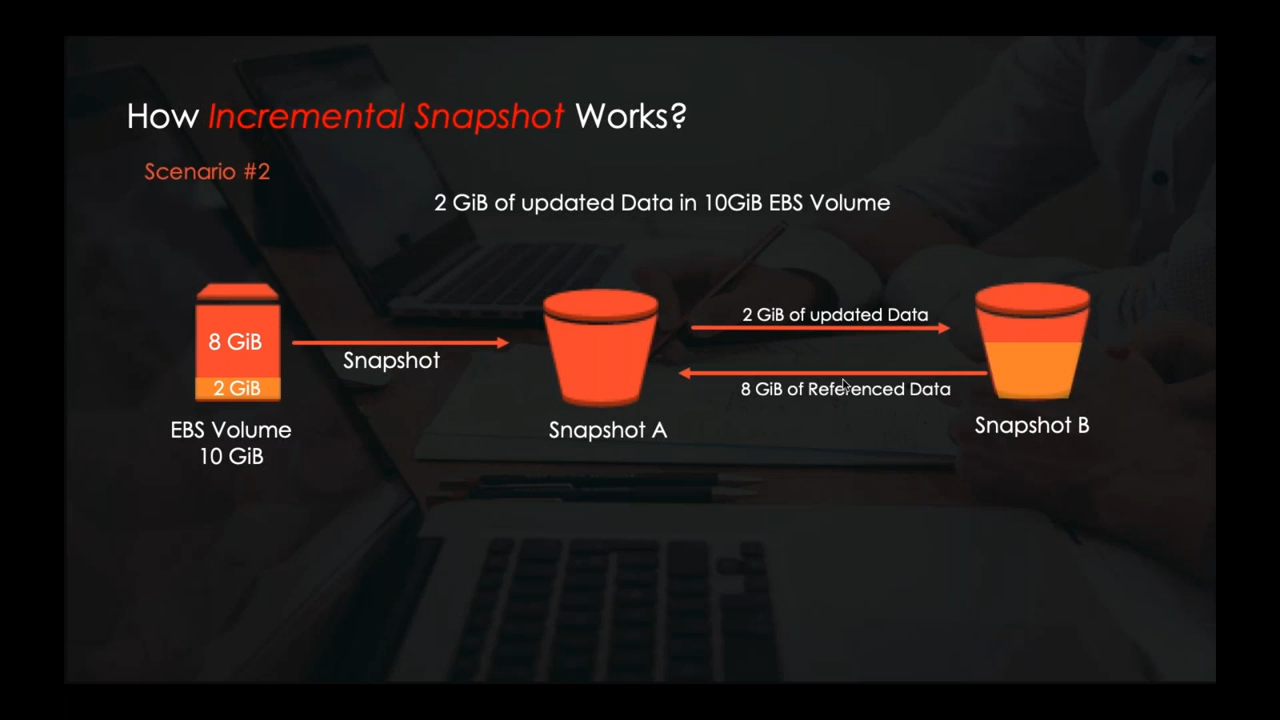 How Incremental Snapshot Works?
Scenario #2
2 GiB of updated Data in 10GiB EBS Volume
8 GiB
2 GiB
EBS Volume
10 GiB
Snapshot
Snapshot A
2 GiB of updated Data
8 GiB of Referenced Data
Snapshot B